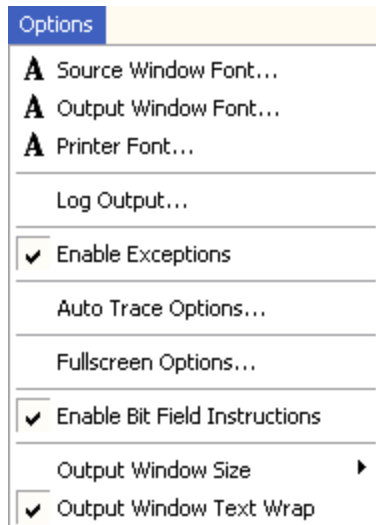 Options
Source Window Font...
Output Window Font...
Printer Font...
Log Output...
Enable Exceptions
Auto Trace Options...
Fullscreen Options...
Enable Bit Field Instructions
Output Window Size
Output Window Text Wrap